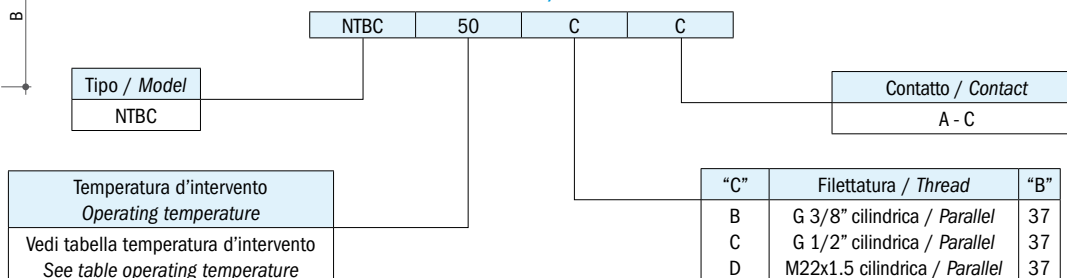 B
NTBC 50 C C
Tipo / Model
NTBC
Contatto / Contact
A - C
Temperatura d'intervento
Operating temperature
Vedi tabella temperatura d'intervento
See table operating temperature
“C” Filettatura / Thread “B”
B G 3/8” cilindrica / Parallel 37
C G 1/2” cilindrica / Parallel 37
D M22x1.5 cilindrica / Parallel 37